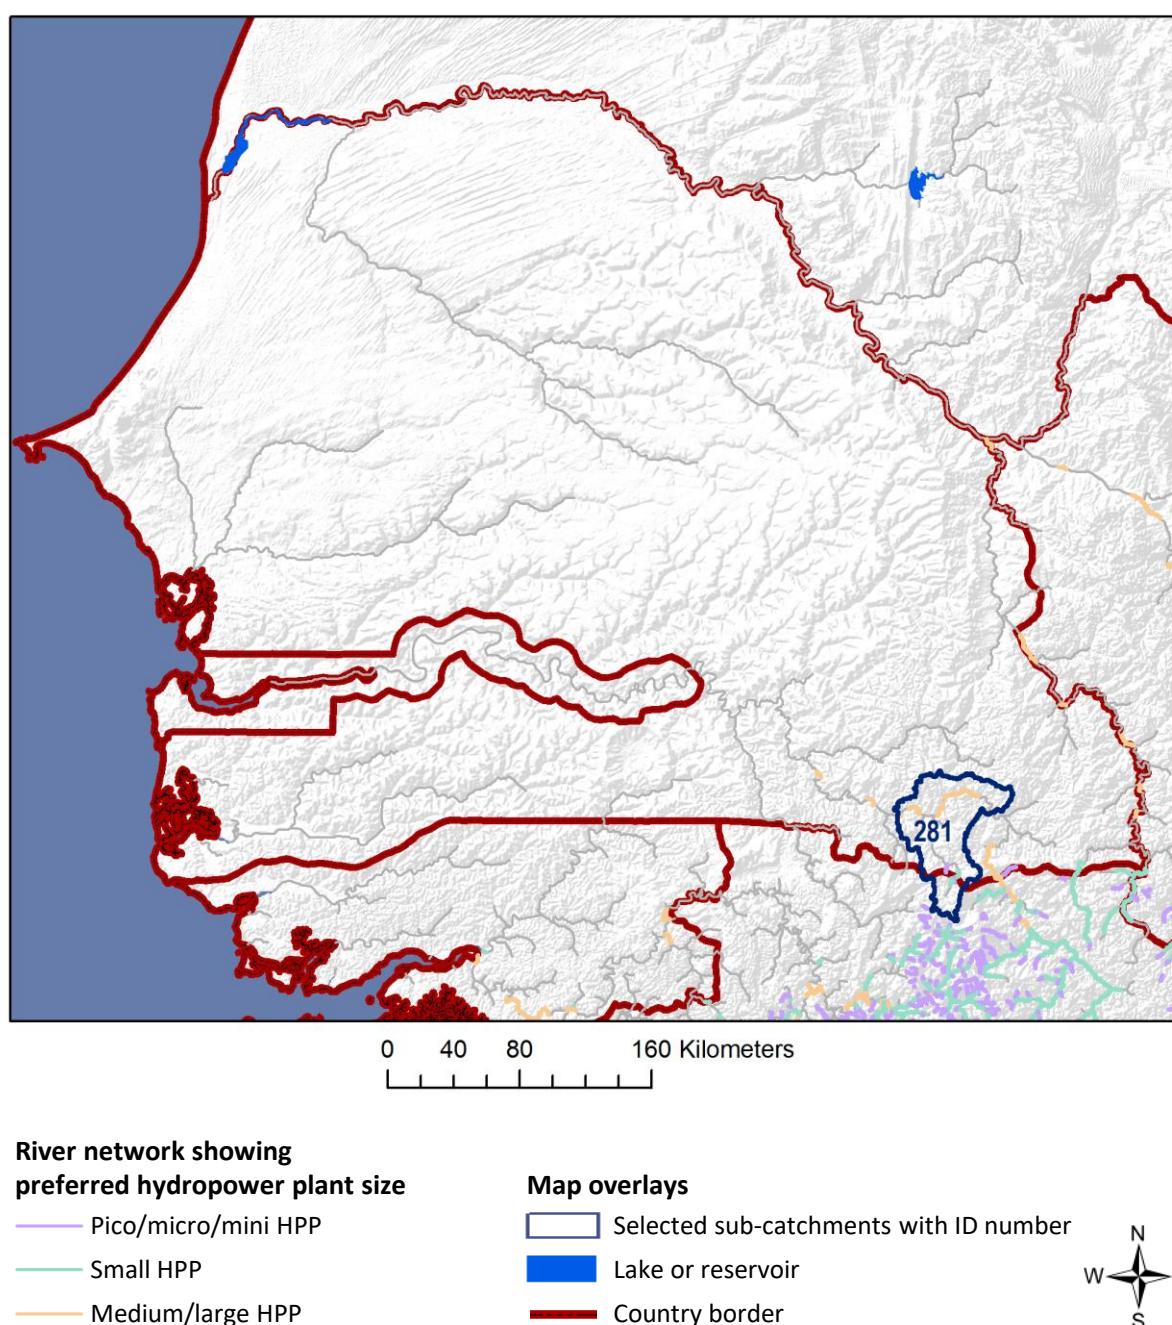 281
0 40 80 160 Kilometers
River network showing
preferred hydropower plant size
Map overlays
Pico/micro/mini HPP
Selected sub-catchments with ID number
Small HPP
Lake or reservoir
Medium/large HPP
Country border
N
W
S